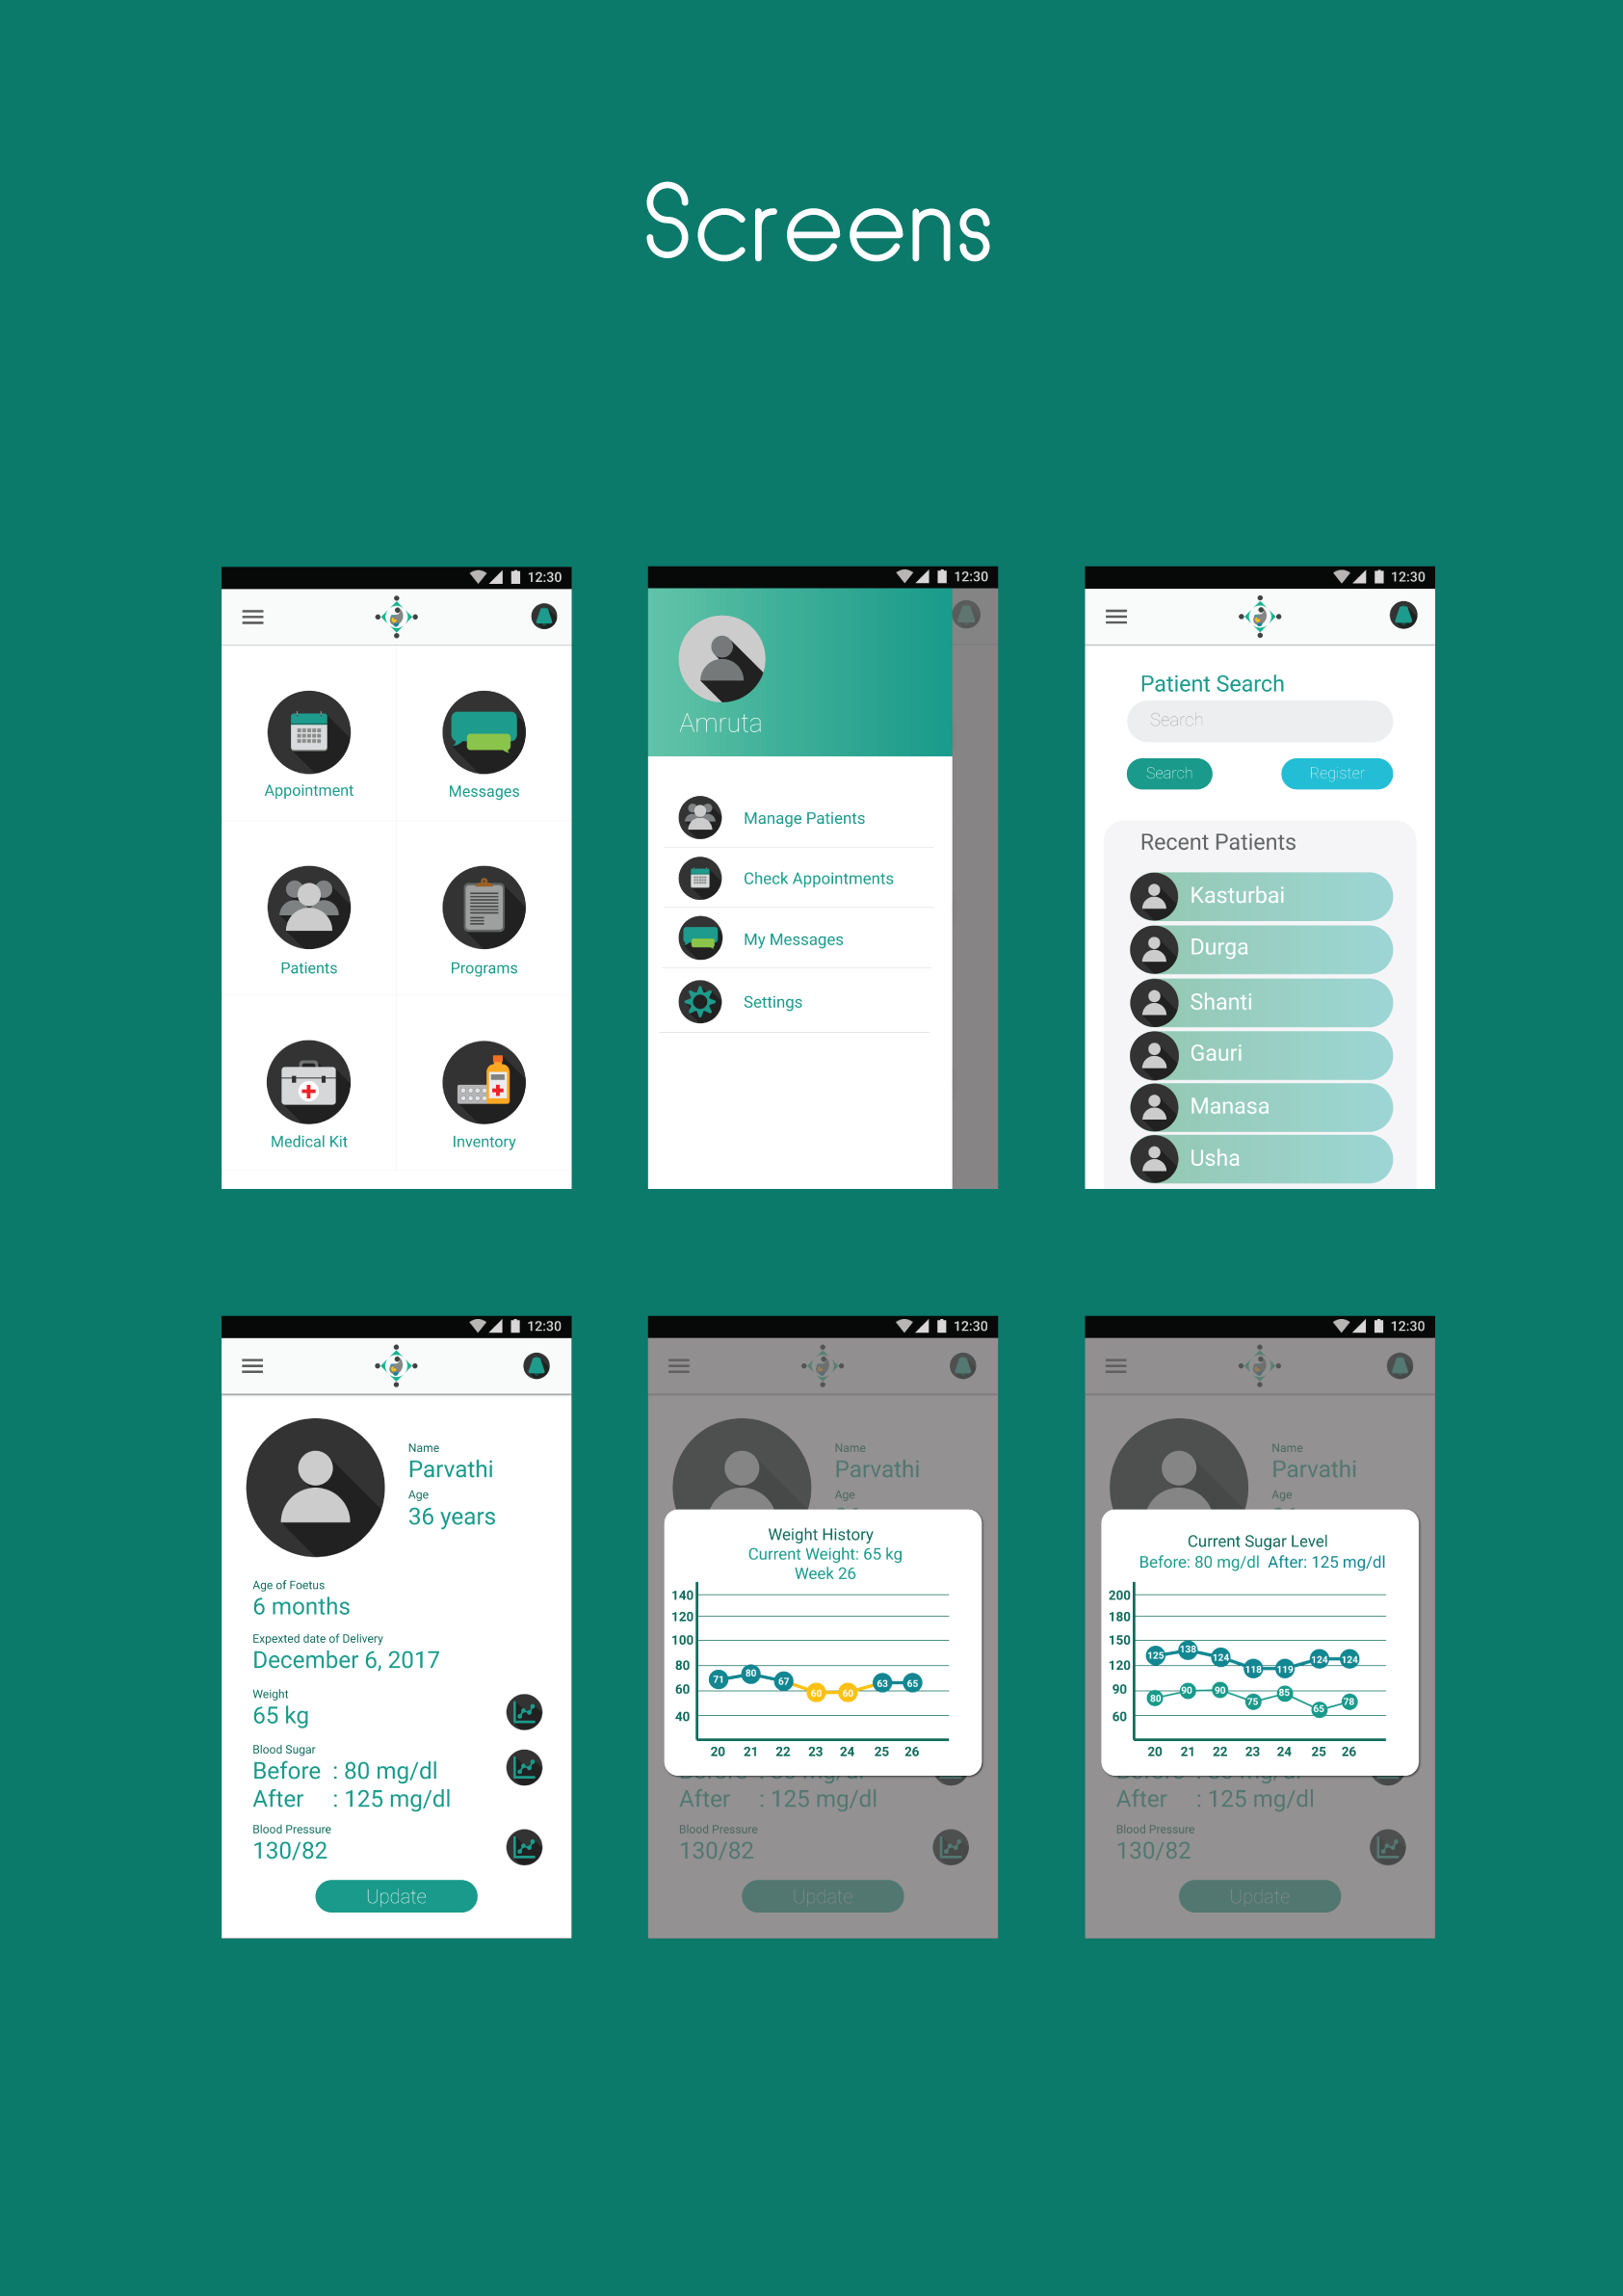 Screens
12:30
Appointment
Messages
Patients
Programs
Medical Kit
Inventory
12:30
Amruta
Manage Patients
Check Appointments
My Messages
Settings
12:30
Patient Search
Search
Search
Register
Recent Patients
Kasturbai
Durga
Shanti
Gauri
Manasa
Usha
12:30
Name
Parvathi
Age
36 years
Age of Foetus
6 months
Expexted date of Delivery
December 6, 2017
Weight
65 kg
Blood Sugar
Before : 80 mg/dl
After : 125 mg/dl
Blood Pressure
130/82
Update
12:30
Name
Parvathi
Age
Weight History
Current Weight: 65 kg
Week 26
140
120
100
80
60
40
71 80 67 60 60 63 65
20 21 22 23 24 25 26
After : 125 mg/dl
Blood Pressure
130/82
Update
12:30
Name
Parvathi
Age
Current Sugar Level
Before: 80 mg/dl After: 125 mg/dl
200
180
150
120
90
60
125 138 124 118 119 124 124
80 90 90 75 85 65 78
20 21 22 23 24 25 26
After : 125 mg/dl
Blood Pressure
130/82
Update